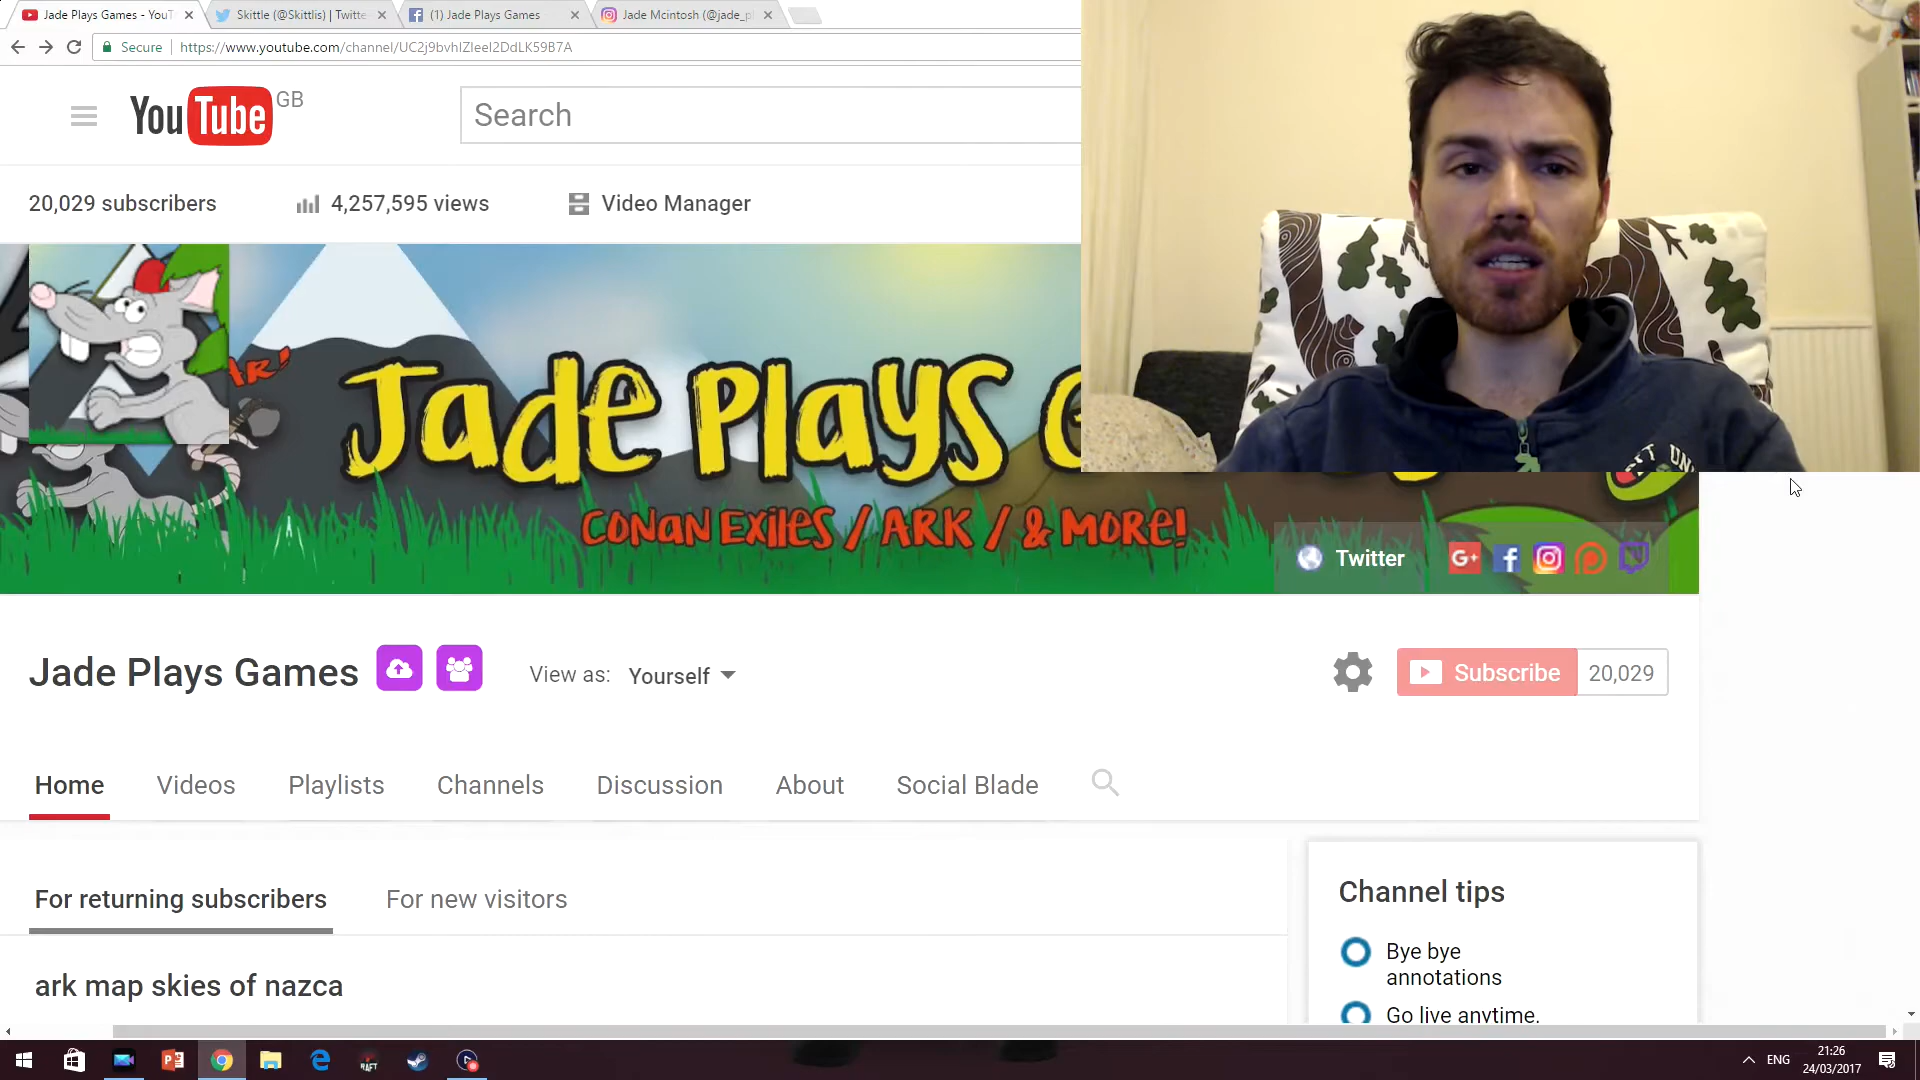 Jade Plays Games - YouT
Skittle (@Skittlis) | Twitte
(1) Jade Plays Games
Jade Mcintosh (@jade_p
Secure
https://www.youtube.com/channel/UC2j9bvhIZIeeI2DdLK59B7A
YouTube GB
Search
20,029 subscribers
4,257,595 views
Video Manager
AR!
Jade Plays G
CONAN EXILES / ARK / & MORE!
Twitter
G+
Jade Plays Games
View as: Yourself
Subscribe 20,029
Home
Videos
Playlists
Channels
Discussion
About
Social Blade
For returning subscribers
For new visitors
Channel tips
Bye bye
annotations
ark map skies of nazca
Go live anytime.
RAFT
ENG
21:26
24/03/2017